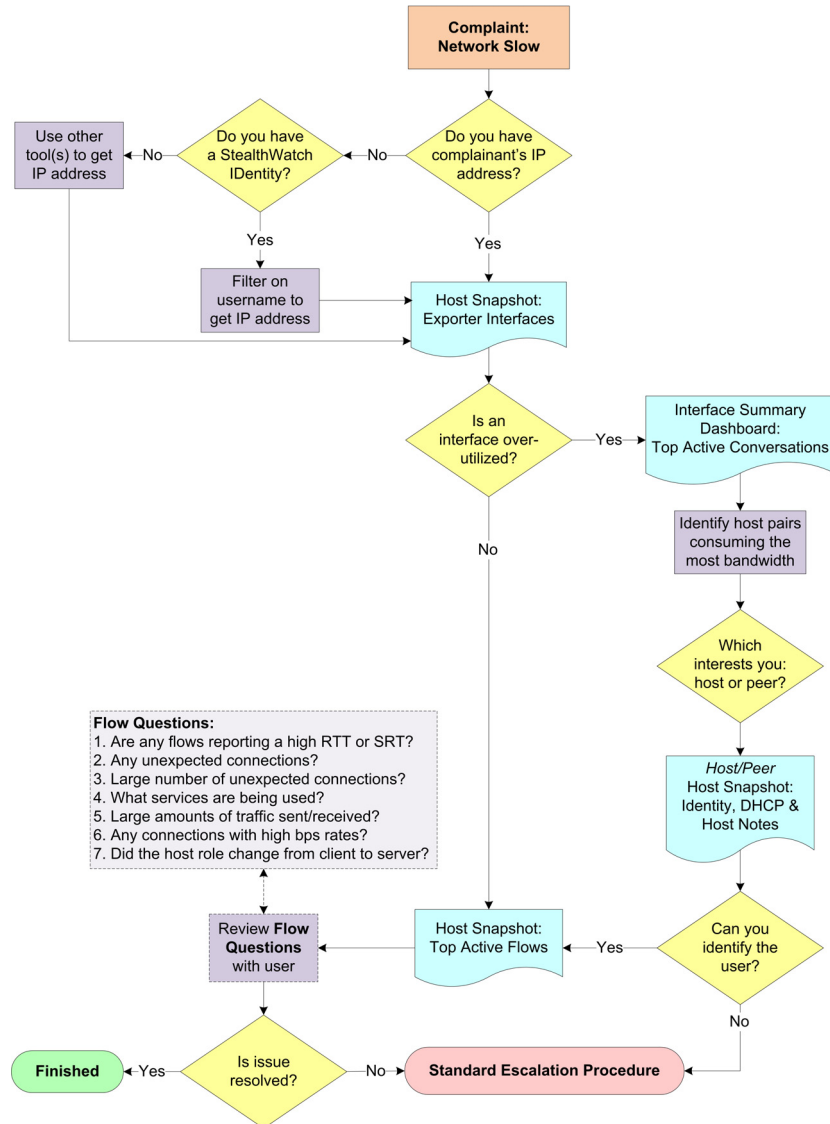 Complaint:
Network Slow
Use other
tool(s) to get
IP address
No
Do you have
a StealthWatch
IDentity?
No
Do you have
complainant's IP
address?
Yes
Yes
Filter on
username to
get IP address
Host Snapshot:
Exporter Interfaces
Is an
interface over-
utilized?
Yes
Interface Summary
Dashboard:
Top Active Conversations
No
Identify host pairs
consuming the
most bandwidth
Which
interests you:
host or peer?
Flow Questions:
1. Are any flows reporting a high RTT or SRT?
2. Any unexpected connections?
3. Large number of unexpected connections?
4. What services are being used?
5. Large amounts of traffic sent/received?
6. Any connections with high bps rates?
7. Did the host role change from client to server?
Host/Peer
Host Snapshot:
Identity, DHCP &
Host Notes
Review Flow
Questions
with user
Host Snapshot:
Top Active Flows
Yes
Can you
identify the
user?
No
Finished
Yes
Is issue
resolved?
No
Standard Escalation Procedure